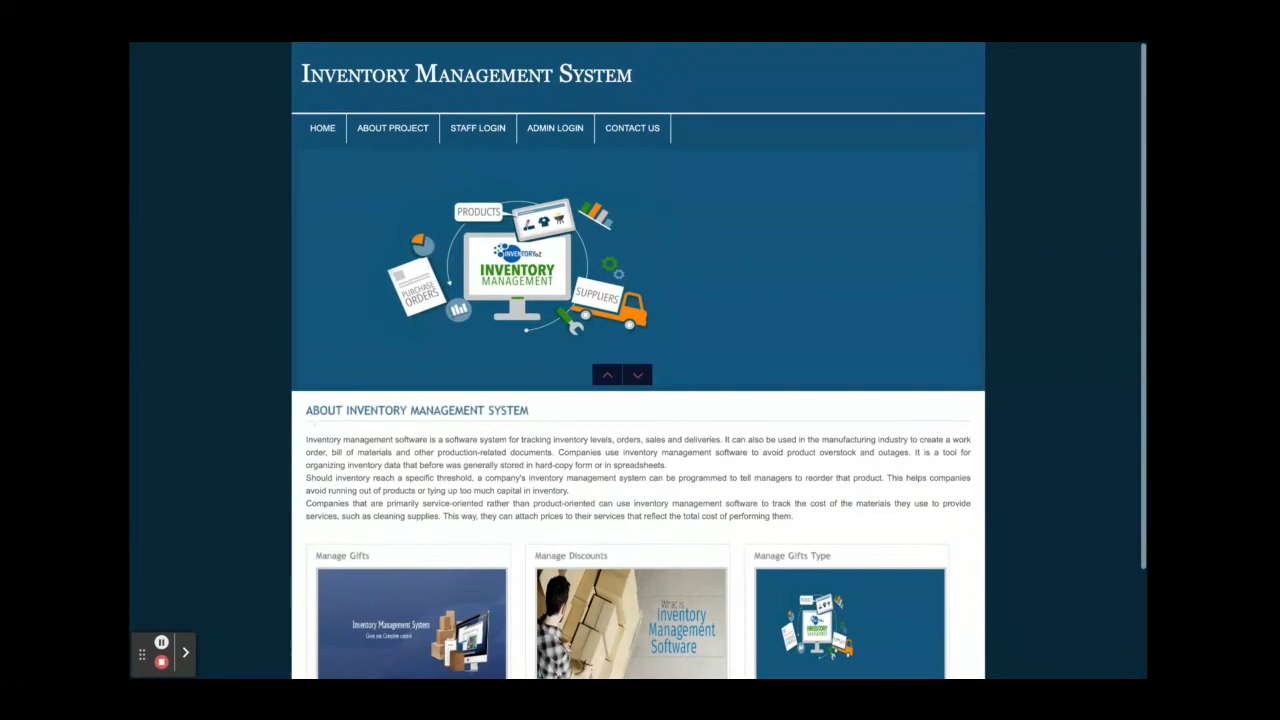 INVENTORY MANAGEMENT SYSTEM
HOME
ABOUT PROJECT
STAFF LOGIN
ADMIN LOGIN
CONTACT US
PRODUCTS
INVENTORY
INVENTORY
MANAGEMENT
PURCHASE
ORDERS
SUPPLIERS
ABOUT INVENTORY MANAGEMENT SYSTEM
Inventory management software is a software system for tracking inventory levels, orders, sales and deliveries. It can also be used in the manufacturing industry to create a work
order, bill of materials and other production-related documents. Companies use inventory management software to avoid product overstock and outages. It is a tool for
organizing inventory data that before was generally stored in hard-copy form or in spreadsheets.
Should inventory reach a specific threshold, a company's inventory management system can be programmed to tell managers to reorder that product. This helps companies
avoid running out of products or tying up too much capital in inventory.
Companies that are primarily service-oriented rather than product-oriented can use inventory management software to track the cost of the materials they use to provide
services, such as cleaning supplies. This way, they can attach prices to their services that reflect the total cost of performing them.
Manage Gifts
Manage Discounts
Manage Gifts Type
Inventory Management System
Gives you Complete control
What is
Inventory
Management
Software
INVENTORY
MANAGEMENT